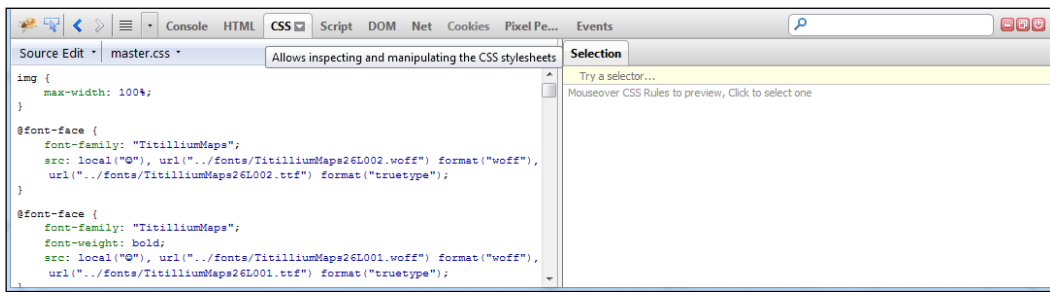 Console HTML CSS Script DOM Net Cookies Pixel Pe... Events
Source Edit master.css
Allows inspecting and manipulating the CSS stylesheets
Selection
Try a selector...
Mouseover CSS Rules to preview, Click to select one
img {
max-width: 100%;
}
@font-face {
font-family: "TitilliumMaps";
src: local("☺"), url("../fonts/TitilliumMaps26L002.woff") format("woff"),
url("../fonts/TitilliumMaps26L002.ttf") format("truetype");
}
@font-face {
font-family: "TitilliumMaps";
font-weight: bold;
src: local("☺"), url("../fonts/TitilliumMaps26L001.woff") format("woff"),
url("../fonts/TitilliumMaps26L001.ttf") format("truetype");
}